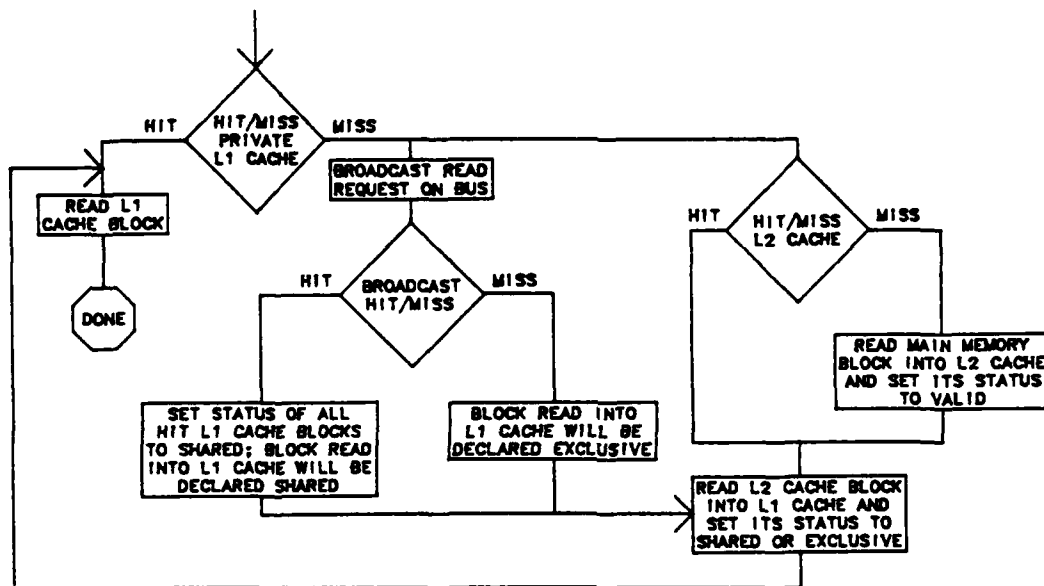 HIT
HIT/MISS
PRIVATE
L1 CACHE
MISS
READ L1
CACHE BLOCK
DONE
BROADCAST READ
REQUEST ON BUS
HIT
BROADCAST
HIT/MISS
MISS
HIT
HIT/MISS
L2 CACHE
MISS
SET STATUS OF ALL
HIT L1 CACHE BLOCKS
TO SHARED; BLOCK READ
INTO L1 CACHE WILL BE
DECLARED SHARED
BLOCK READ INTO
L1 CACHE WILL BE
DECLARED EXCLUSIVE
READ MAIN MEMORY
BLOCK INTO L2 CACHE
AND SET ITS STATUS
TO VALID
READ L2 CACHE BLOCK
INTO L1 CACHE AND
SET ITS STATUS TO
SHARED OR EXCLUSIVE